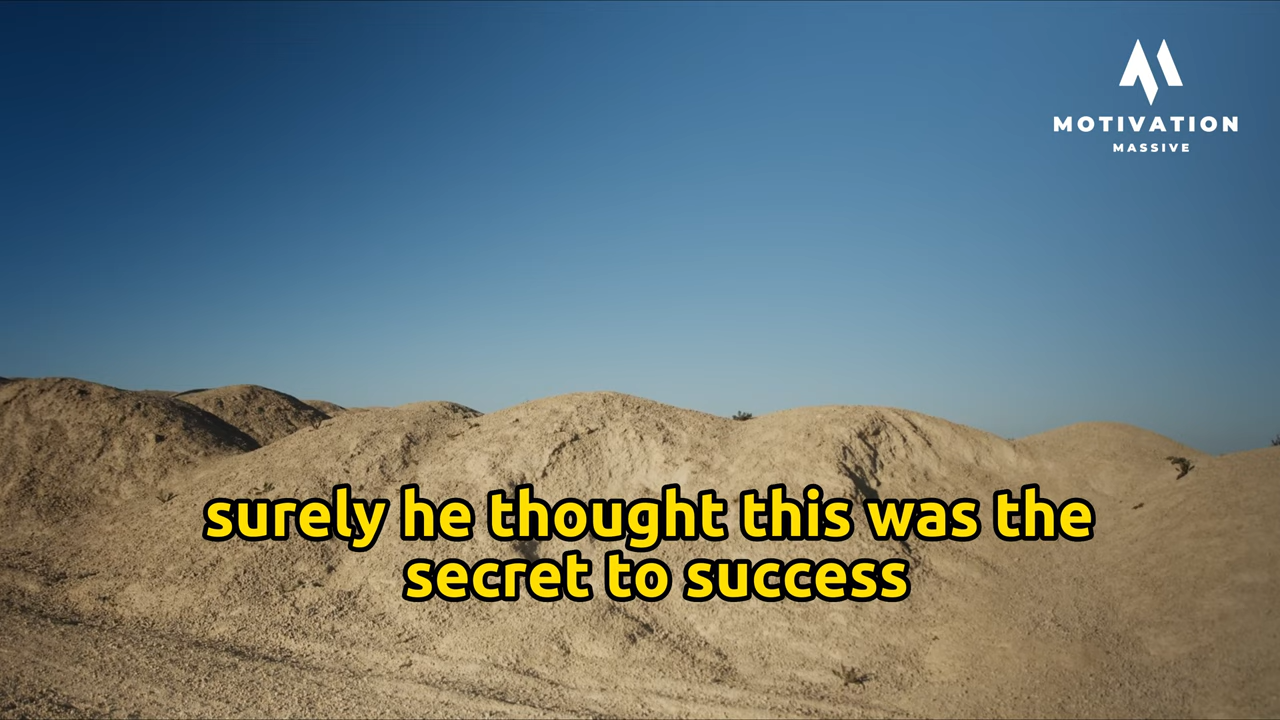 MOTIVATION
MASSIVE
surely he thought this was the
secret to success